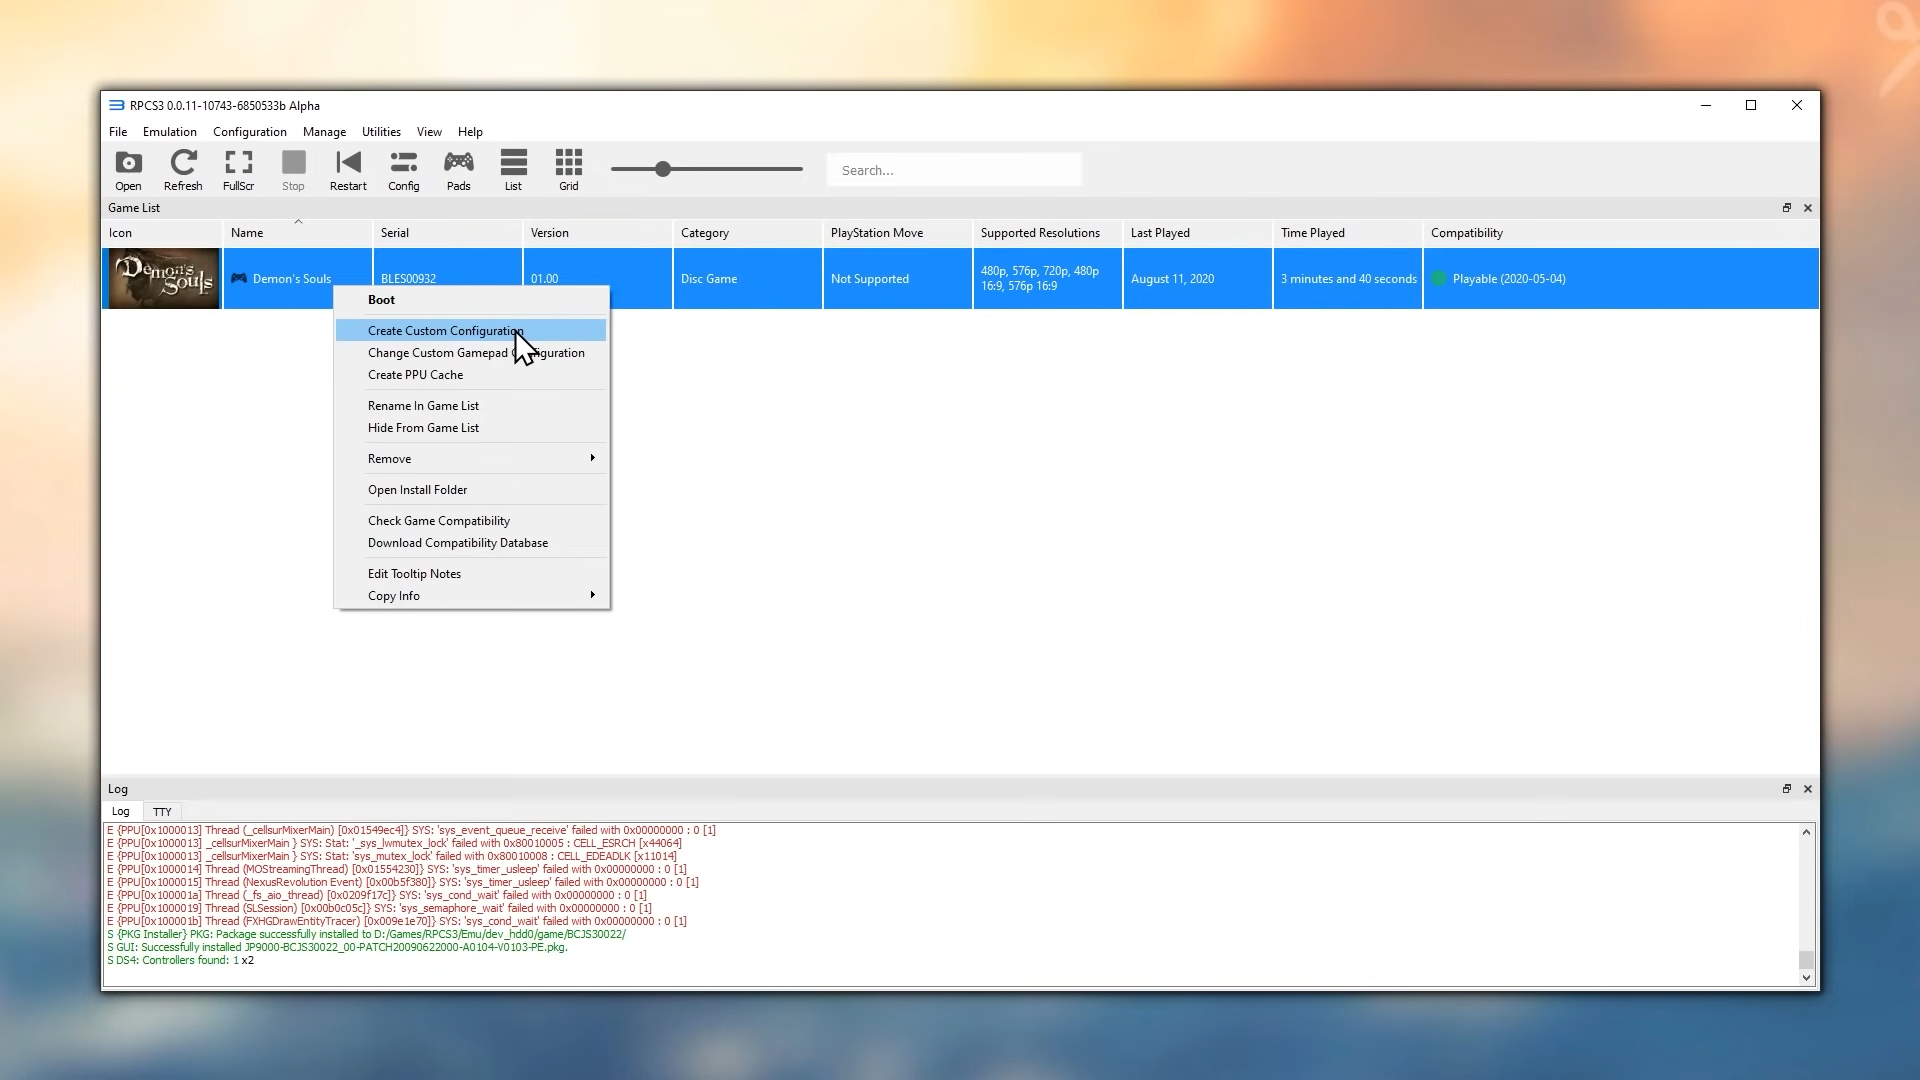 RPCS3 0.0.11-10743-6850533b Alpha
File Emulation Configuration Manage Utilities View Help
Open Refresh FullScr Stop Restart Config Pads List Grid
Search...
Game List
Icon Name Serial Version Category PlayStation Move Supported Resolutions Last Played Time Played Compatibility
Demon's Souls
Demon's Souls BLES00932 01.00 Disc Game Not Supported 480p, 576p, 720p, 480p August 11, 2020 3 minutes and 40 seconds Playable (2020-05-04)
16:9, 576p 16:9
Boot
Create Custom Configuration
Change Custom Gamepad Configuration
Create PPU Cache
Rename In Game List
Hide From Game List
Remove
Open Install Folder
Check Game Compatibility
Download Compatibility Database
Edit Tooltip Notes
Copy Info
Log
Log TTY
E {PPU[0x1000013] Thread (_cellsurMixerMain) [0x01549ec4]} SYS: 'sys_event_queue_receive' failed with 0x00000000 : 0 [1]
E {PPU[0x1000013] _cellsurMixerMain } SYS: Stat: '_sys_lwmutex_lock' failed with 0x80010005 : CELL_ESRCH [x44064]
E {PPU[0x1000013] _cellsurMixerMain } SYS: Stat: 'sys_mutex_lock' failed with 0x80010008 : CELL_EDEADLK [x11014]
E {PPU[0x1000014] Thread (MOStreamingThread) [0x01554230]} SYS: 'sys_timer_usleep' failed with 0x00000000 : 0 [1]
E {PPU[0x1000015] Thread (NexusRevolution Event) [0x00b5f380]} SYS: 'sys_timer_usleep' failed with 0x00000000 : 0 [1]
E {PPU[0x100001a] Thread (_fs_aio_thread) [0x0209f17c]} SYS: 'sys_cond_wait' failed with 0x00000000 : 0 [1]
E {PPU[0x1000019] Thread (SLSession) [0x00b0c05c]} SYS: 'sys_semaphore_wait' failed with 0x00000000 : 0 [1]
E {PPU[0x100001b] Thread (FXHGDrawEntityTracer) [0x009e1e70]} SYS: 'sys_cond_wait' failed with 0x00000000 : 0 [1]
S {PKG Installer} PKG: Package successfully installed to D:/Games/RPCS3/Emu/dev_hdd0/game/BCJS30022/
S GUI: Successfully installed JP9000-BCJS30022_00-PATCH20090622000-A0104-V0103-PE.pkg.
S DS4: Controllers found: 1 x2